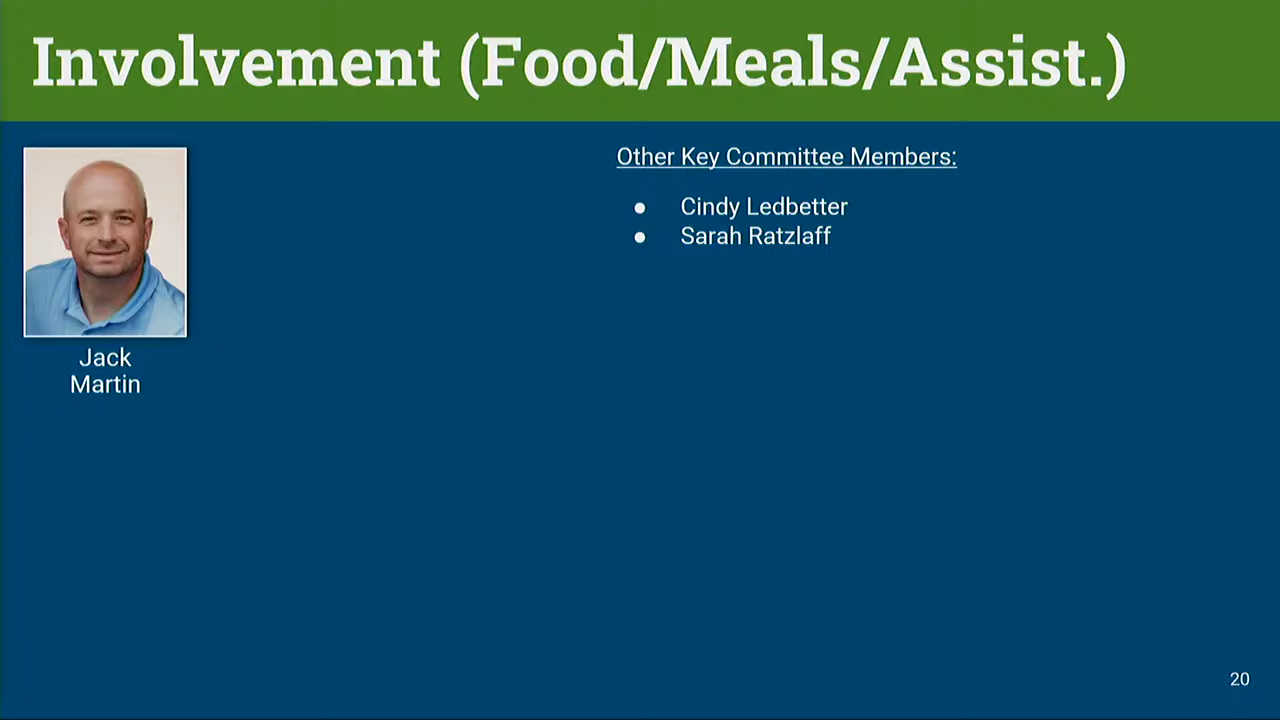 Involvement (Food/Meals/Assist.)
Jack
Martin
Other Key Committee Members:
● Cindy Ledbetter
● Sarah Ratzlaff
20